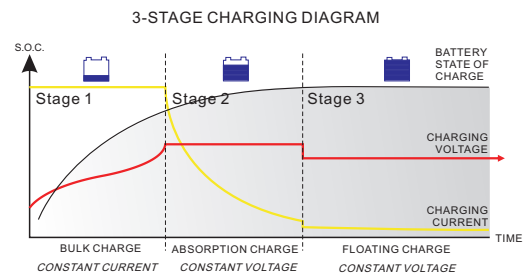 3-STAGE CHARGING DIAGRAM
S.O.C.
BATTERY
STATE OF
CHARGE
Stage 1
Stage 2
Stage 3
CHARGING
VOLTAGE
CHARGING
CURRENT
TIME
BULK CHARGE
ABSORPTION CHARGE
FLOATING CHARGE
CONSTANT CURRENT
CONSTANT VOLTAGE
CONSTANT VOLTAGE